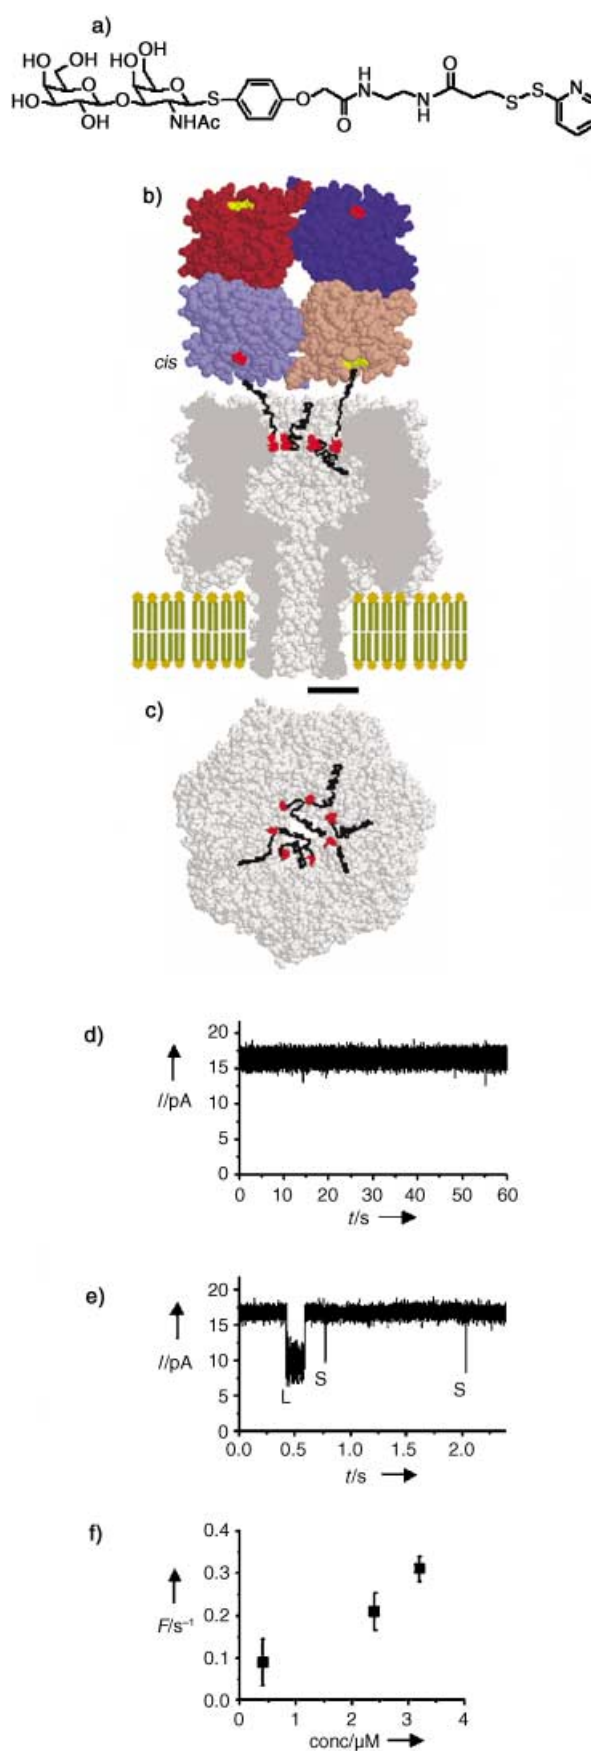 a)
HO OH OH OH
HO O O S O H N O S S N
HO O O NHAc O N H
OH
b)
cis
c)
d)
20
15
I/pA
10
5
0
0 10 20 30 40 50 60
t/s
e)
20
15
I/pA
10
5
L S S
0
0.0 0.5 1.0 1.5 2.0
t/s
f)
0.4
0.3
F/s⁻¹
0.2
0.1
0.0
0 1 2 3 4
conc/μM